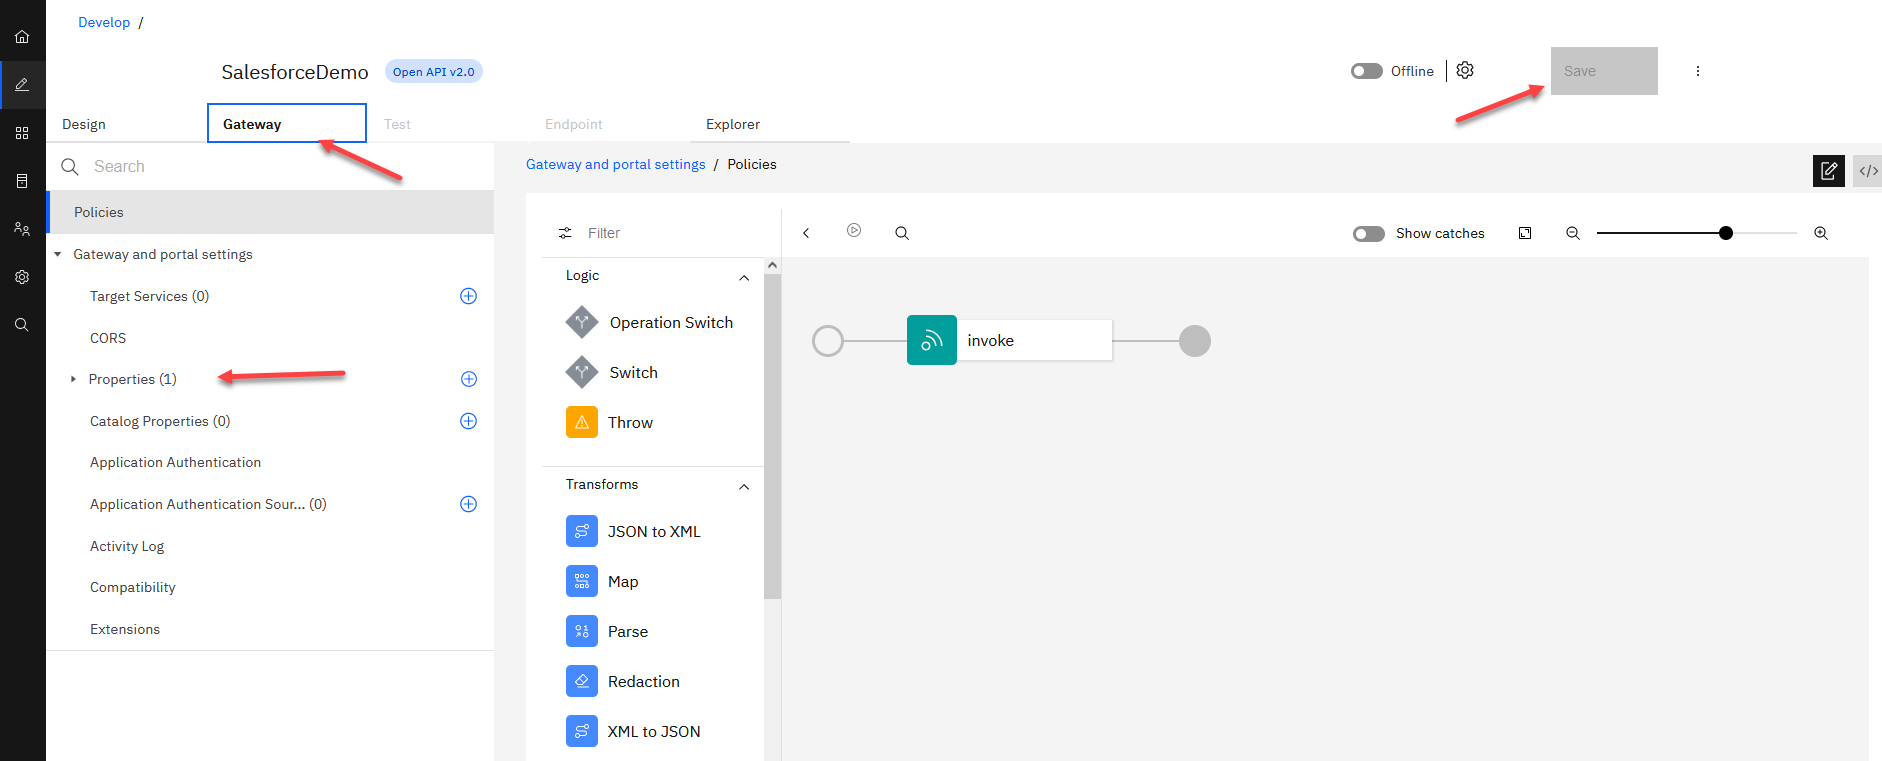 Develop /
SalesforceDemo Open API v2.0 Offline Save
Design Gateway Test Endpoint Explorer
Search
Policies
Gateway and portal settings
Target Services (0)
CORS
Properties (1)
Catalog Properties (0)
Application Authentication
Application Authentication Sour... (0)
Activity Log
Compatibility
Extensions
Gateway and portal settings / Policies
</>
Filter
Show catches
Logic
Operation Switch
Switch
Throw
Transforms
JSON to XML
Map
Parse
Redaction
XML to JSON
invoke